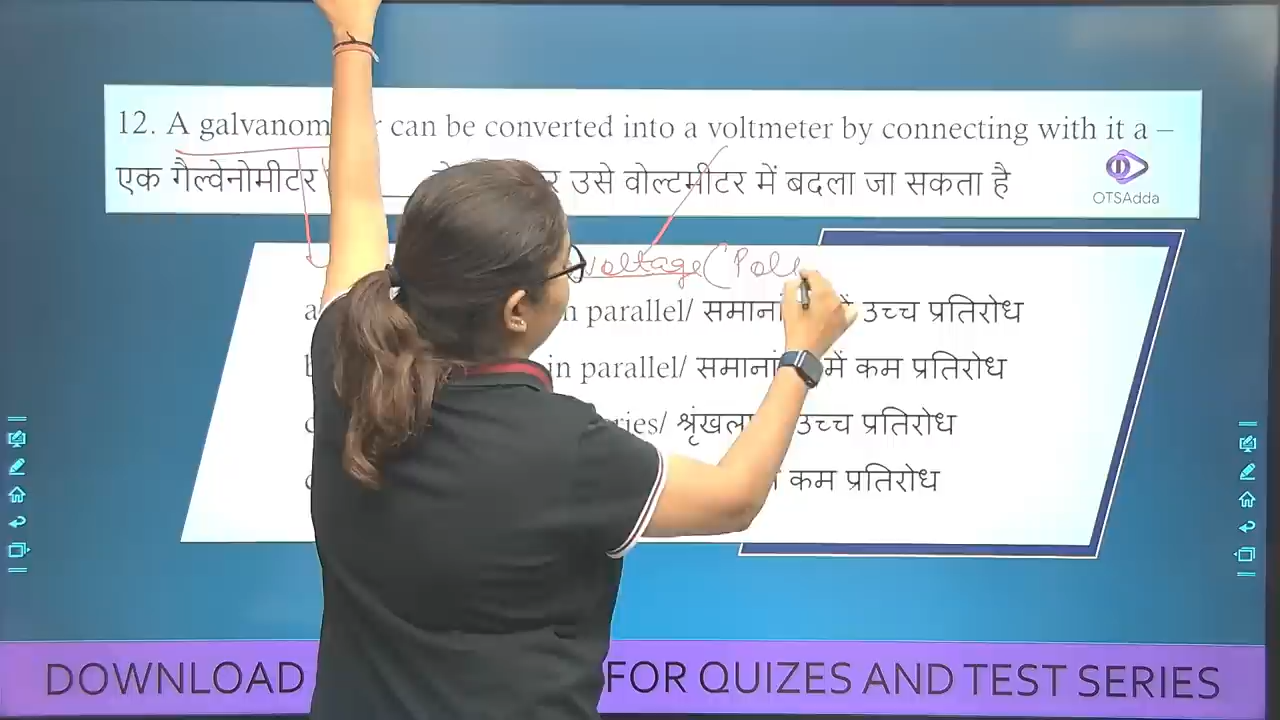 12. A galvanom can be converted into a voltmeter by connecting with it a –
एक गैल्वेनोमीटर उसे वोल्टमीटर में बदला जा सकता है
OTSAdda
voltage (Pole
a in parallel/ समानां में उच्च प्रतिरोध
b in parallel/ समानां में कम प्रतिरोध
c ries/ श्रृंखला उच्च प्रतिरोध
d कम प्रतिरोध
DOWNLOAD FOR QUIZES AND TEST SERIES